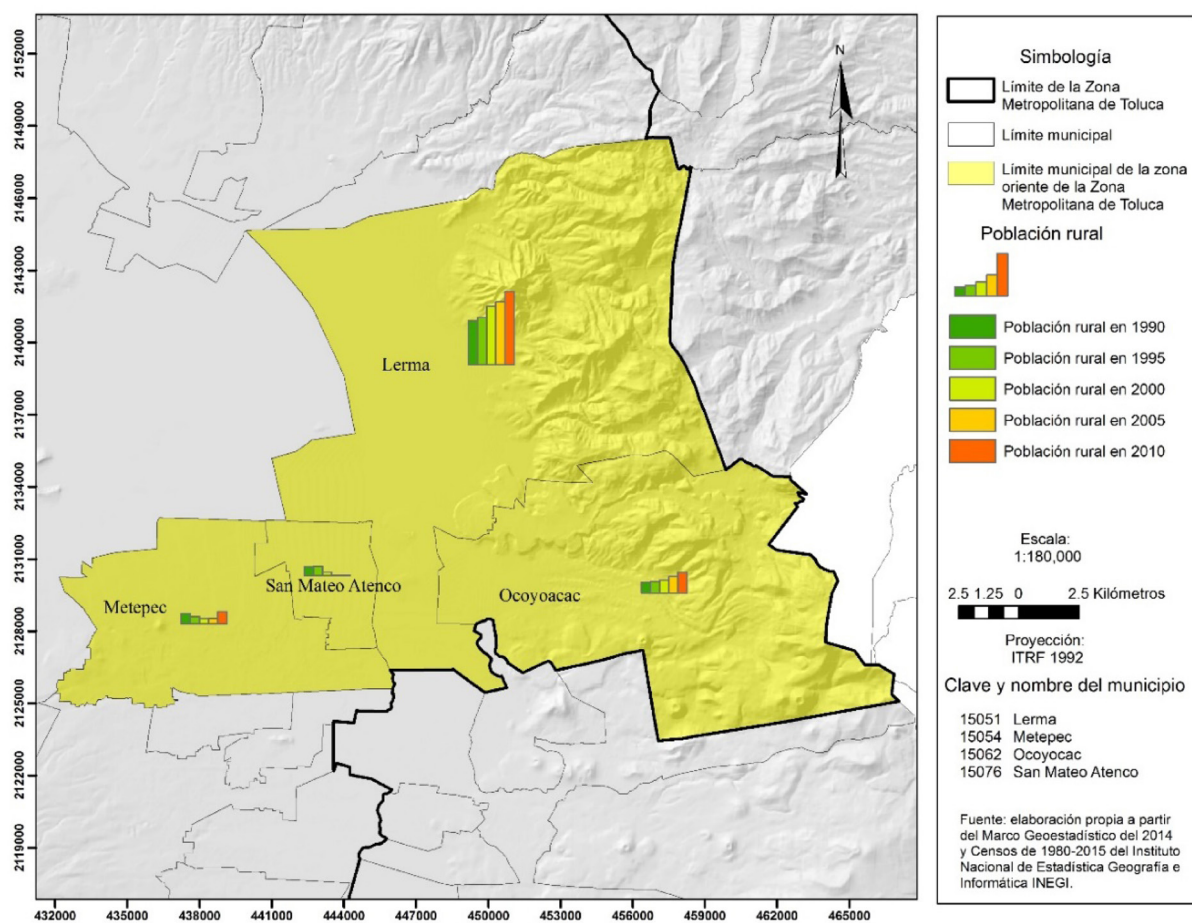 2152000
2149000
2146000
2143000
2140000
2137000
2134000
2131000
2128000
2125000
2122000
2119000
432000 435000 438000 441000 444000 447000 450000 453000 456000 459000 462000 465000
N
Lerma
San Mateo Atenco
Metepec
Ocoyoacac
Simbología
Límite de la Zona
Metropolitana de Toluca
Límite municipal
Límite municipal de la zona
oriente de la Zona
Metropolitana de Toluca
Población rural
Población rural en 1990
Población rural en 1995
Población rural en 2000
Población rural en 2005
Población rural en 2010
Escala:
1:180,000
2.5 1.25 0 2.5 Kilómetros
Proyección:
ITRF 1992
Clave y nombre del municipio
15051 Lerma
15054 Metepec
15062 Ocoyocac
15076 San Mateo Atenco
Fuente: elaboración propia a partir
del Marco Geoestadístico del 2014
y Censos de 1980-2015 del Instituto
Nacional de Estadística Geografía e
Informática INEGI.